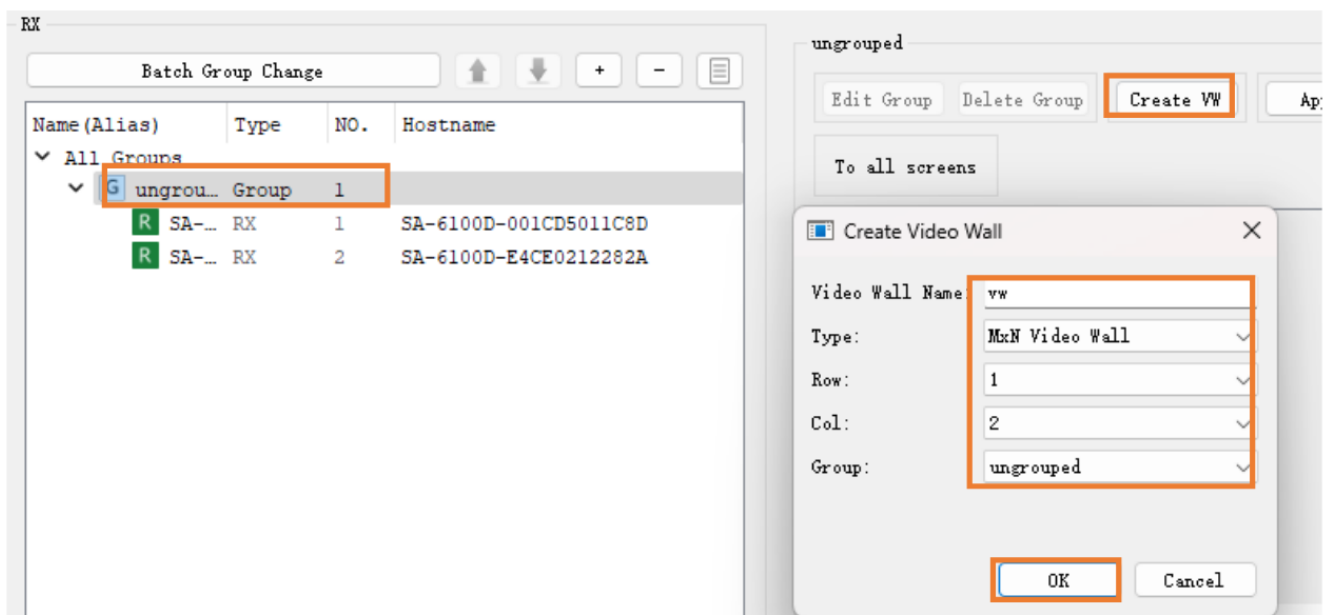 RX
Batch Group Change
+
-
Name(Alias) Type NO. Hostname
All Groups
G ungrou… Group 1
R SA-… RX 1 SA-6100D-001CD5011C8D
R SA-… RX 2 SA-6100D-E4CE0212282A
ungrouped
Edit Group Delete Group Create VW
To all screens
Create Video Wall
Video Wall Name: vw
Type: MxN Video Wall
Row: 1
Col: 2
Group: ungrouped
OK Cancel